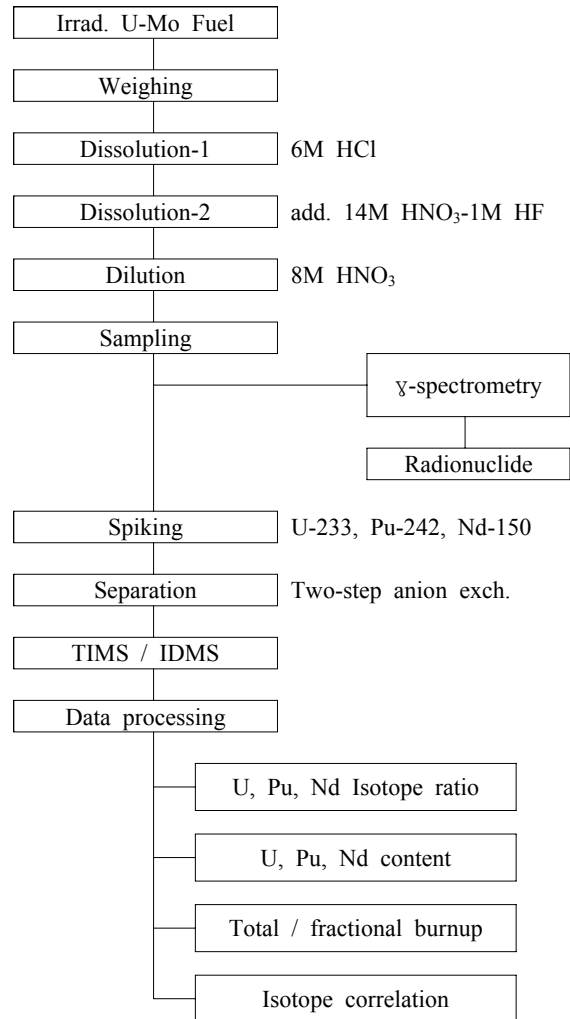 Irrad. U-Mo Fuel
Weighing
Dissolution-1 6M HCl
Dissolution-2 add. 14M HNO₃-1M HF
Dilution 8M HNO₃
Sampling
γ-spectrometry
Radionuclide
Spiking U-233, Pu-242, Nd-150
Separation Two-step anion exch.
TIMS / IDMS
Data processing
U, Pu, Nd Isotope ratio
U, Pu, Nd content
Total / fractional burnup
Isotope correlation